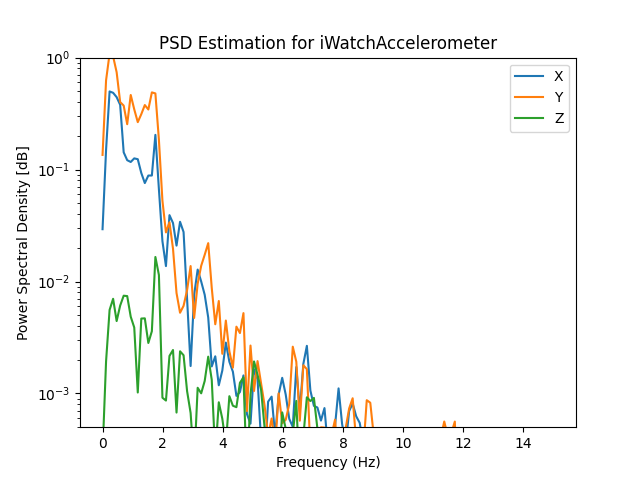 PSD Estimation for iWatchAccelerometer
X
Y
Z
10⁰
10⁻¹
10⁻²
10⁻³
Power Spectral Density [dB]
0 2 4 6 8 10 12 14
Frequency (Hz)